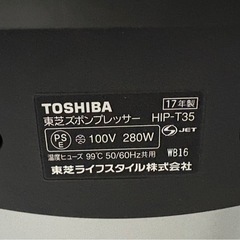 TOSHIBA 17年製
東芝ズボンプレッサー HIP-T35
PSE 100V 280W S JET
温度ヒューズ 99℃ 50/60Hz共用 WB16
東芝ライフスタイル株式会社